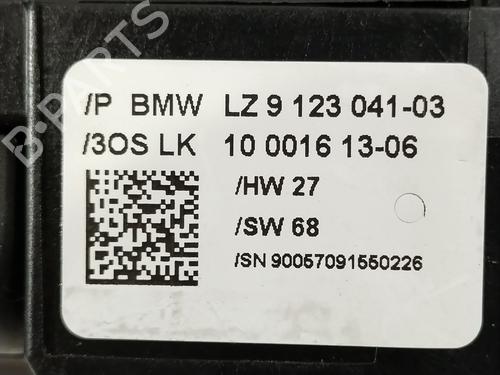 /P BMW LZ 9 123 041-03
/3OS LK 10 0016 13-06
/HW 27
/SW 68
/SN 90057091550226
B-PARTS